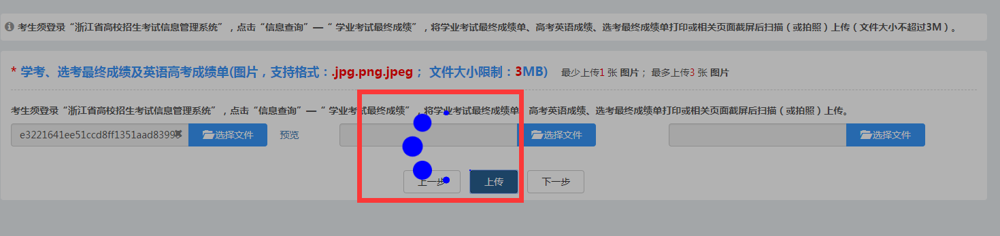 考生须登录“浙江省高校招生考试信息管理系统”，点击“信息查询”—“ 学业考试最终成绩”，将学业考试最终成绩单、高考英语成绩、选考最终成绩单打印或相关页面截屏后扫描（或拍照）上传（文件大小不超过3M）。
* 学考、选考最终成绩及英语高考成绩单(图片，支持格式：.jpg.png.jpeg； 文件大小限制：3MB) 最少上传1 张 图片； 最多上传3 张 图片
考生须登录“浙江省高校招生考试信息管理系统”，点击“信息查询”—“ 学业考试最终成绩”，将学业考试最终成绩单、高考英语成绩、选考最终成绩单打印或相关页面截屏后扫描（或拍照）上传。
e3221641ee51ccd8ff1351aad8399 选择文件 预览 选择文件 选择文件
上一步 上传 下一步